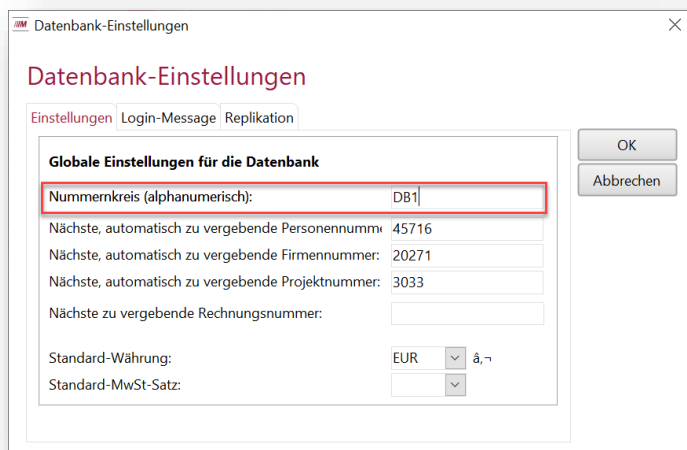 Datenbank-Einstellungen
Datenbank-Einstellungen
Einstellungen Login-Message Replikation
OK
Abbrechen
Globale Einstellungen für die Datenbank
Nummernkreis (alphanumerisch): DB1
Nächste, automatisch zu vergebende Personennumme 45716
Nächste, automatisch zu vergebende Firmennummer: 20271
Nächste, automatisch zu vergebende Projektnummer: 3033
Nächste zu vergebende Rechnungsnummer:
Standard-Währung: EUR â‚¬
Standard-MwSt-Satz: